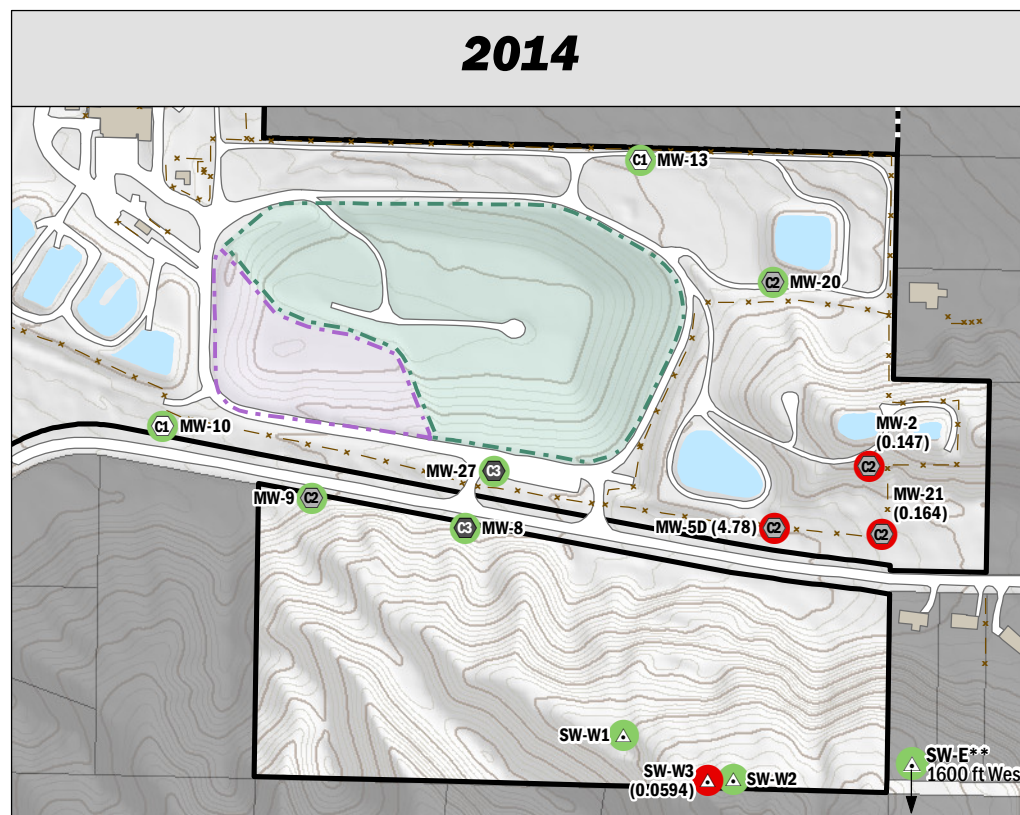 2014
C1 MW-13
C2 MW-20
C1 MW-10
MW-2
(0.147)
C2
MW-27 C3
MW-21
(0.164)
MW-9 C2
C3 MW-8
MW-5D (4.78) C2
C2
SW-W1
SW-E**
1600 ft Wes
SW-W3
(0.0594)
SW-W2